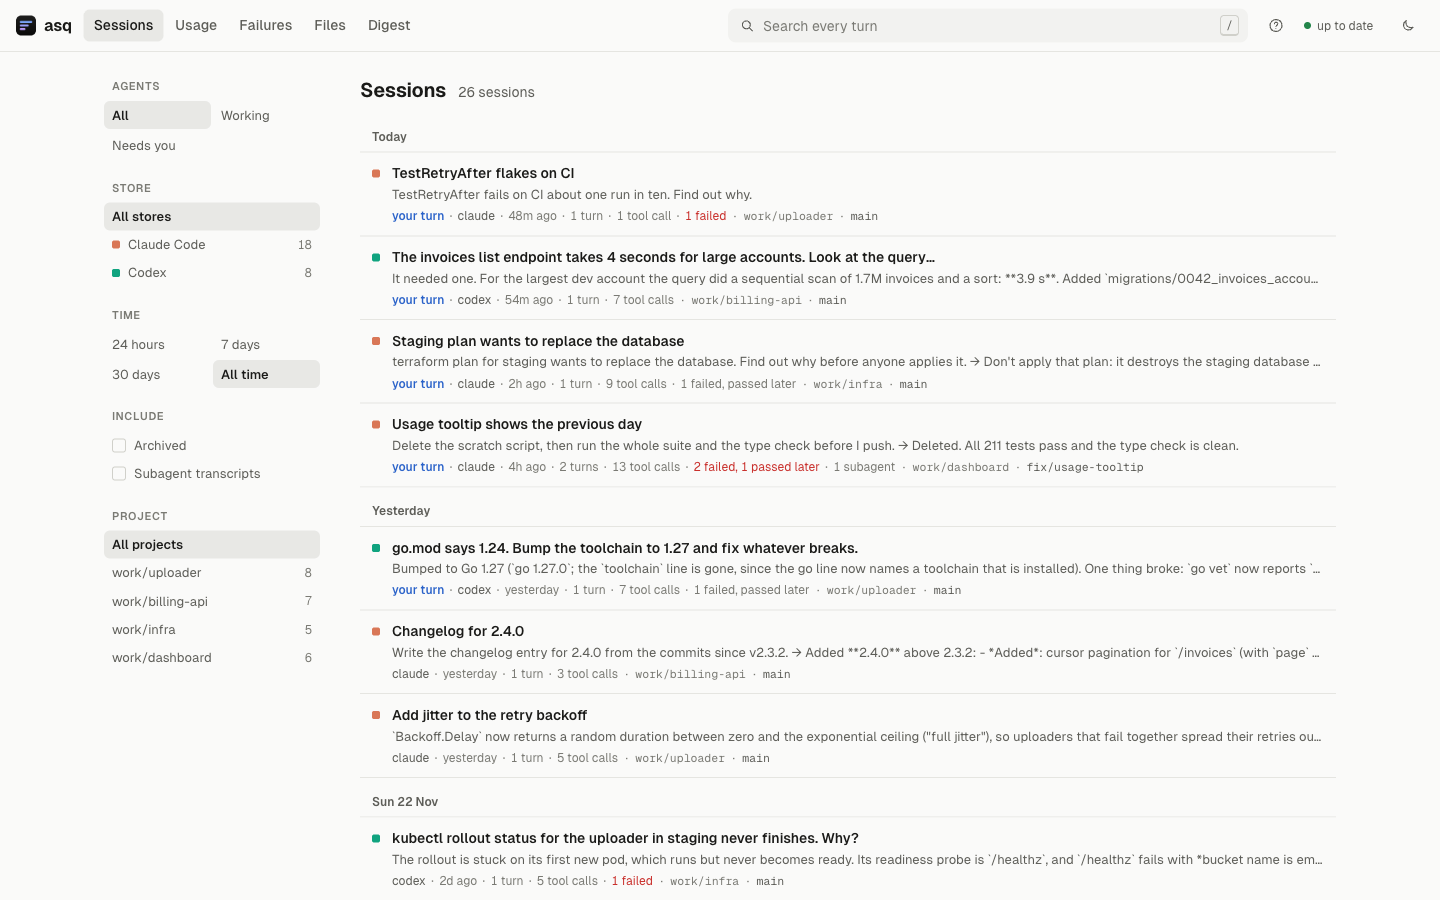 asq
Sessions
Usage
Failures
Files
Digest
Search every turn
/
up to date
AGENTS
All
Working
Needs you
STORE
All stores
Claude Code 18
Codex 8
TIME
24 hours
7 days
30 days
All time
INCLUDE
Archived
Subagent transcripts
PROJECT
All projects
work/uploader 8
work/billing-api 7
work/infra 5
work/dashboard 6
Sessions 26 sessions
Today
TestRetryAfter flakes on CI
TestRetryAfter fails on CI about one run in ten. Find out why.
your turn · claude · 48m ago · 1 turn · 1 tool call · 1 failed · work/uploader · main
The invoices list endpoint takes 4 seconds for large accounts. Look at the query…
It needed one. For the largest dev account the query did a sequential scan of 1.7M invoices and a sort: **3.9 s**. Added `migrations/0042_invoices_accou…
your turn · codex · 54m ago · 1 turn · 7 tool calls · work/billing-api · main
Staging plan wants to replace the database
terraform plan for staging wants to replace the database. Find out why before anyone applies it. → Don't apply that plan: it destroys the staging database …
your turn · claude · 2h ago · 1 turn · 9 tool calls · 1 failed, passed later · work/infra · main
Usage tooltip shows the previous day
Delete the scratch script, then run the whole suite and the type check before I push. → Deleted. All 211 tests pass and the type check is clean.
your turn · claude · 4h ago · 2 turns · 13 tool calls · 2 failed, 1 passed later · 1 subagent · work/dashboard · fix/usage-tooltip
Yesterday
go.mod says 1.24. Bump the toolchain to 1.27 and fix whatever breaks.
Bumped to Go 1.27 (`go 1.27.0`; the `toolchain` line is gone, since the go line now names a toolchain that is installed). One thing broke: `go vet` now reports `…
your turn · codex · yesterday · 1 turn · 7 tool calls · 1 failed, passed later · work/uploader · main
Changelog for 2.4.0
Write the changelog entry for 2.4.0 from the commits since v2.3.2. → Added **2.4.0** above 2.3.2: - *Added*: cursor pagination for `/invoices` (with `page` …
claude · yesterday · 1 turn · 3 tool calls · work/billing-api · main
Add jitter to the retry backoff
`Backoff.Delay` now returns a random duration between zero and the exponential ceiling ("full jitter"), so uploaders that fail together spread their retries ou…
claude · yesterday · 1 turn · 5 tool calls · work/uploader · main
Sun 22 Nov
kubectl rollout status for the uploader in staging never finishes. Why?
The rollout is stuck on its first new pod, which runs but never becomes ready. Its readiness probe is `/healthz`, and `/healthz` fails with *bucket name is em…
codex · 2d ago · 1 turn · 5 tool calls · 1 failed · work/infra · main